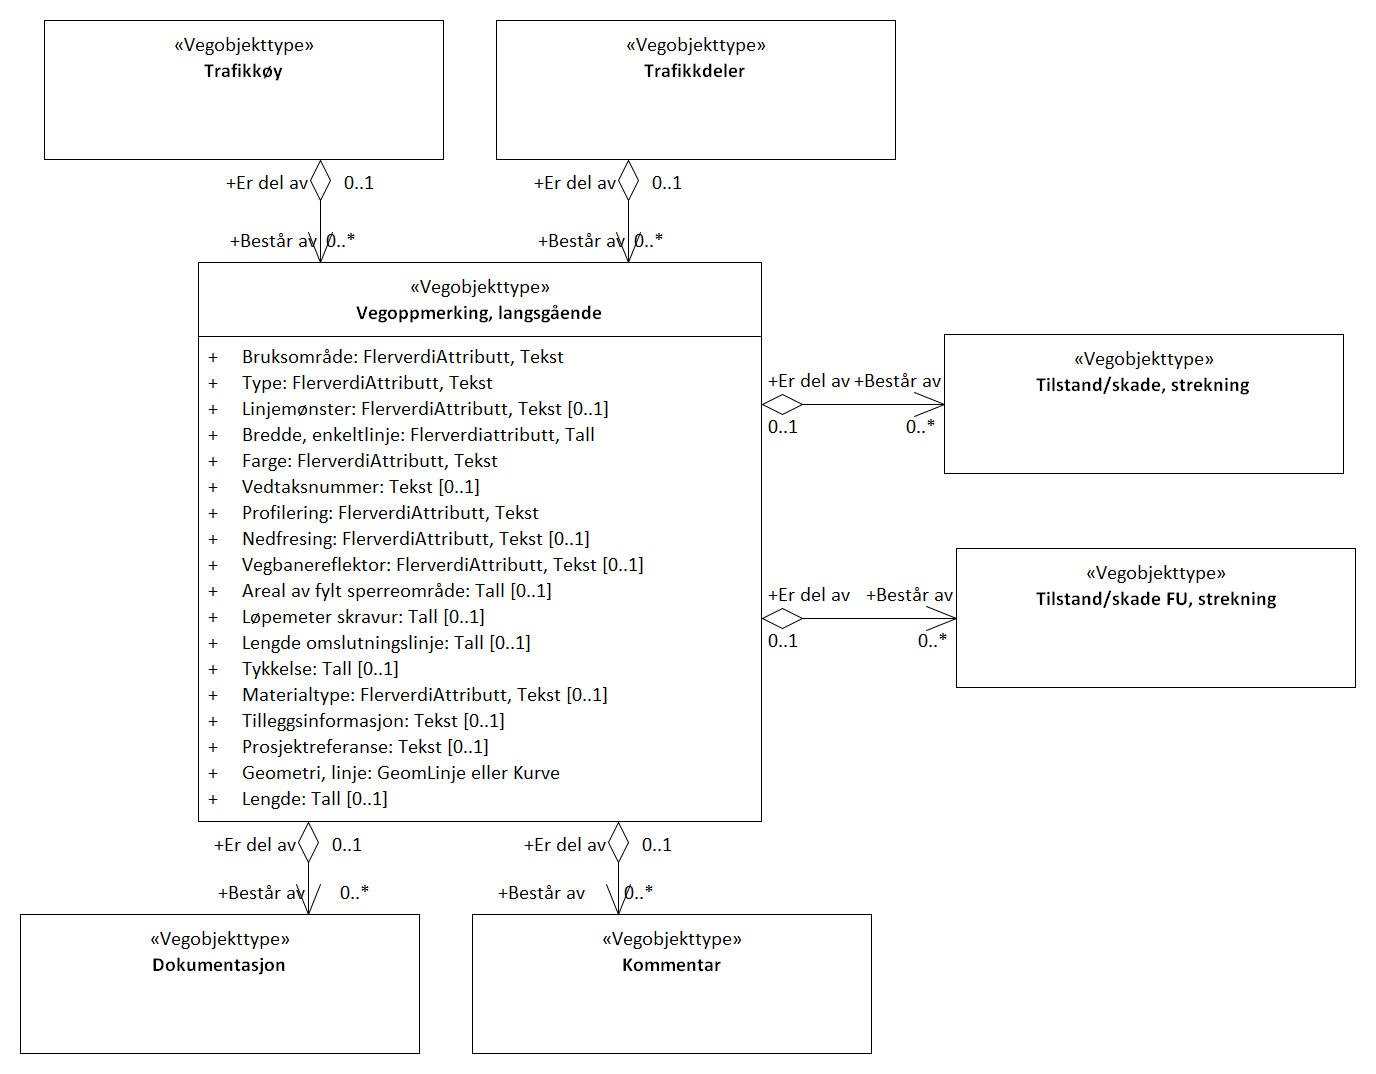 «Vegobjekttype»
Trafikkøy
«Vegobjekttype»
Trafikkdeler
+Er del av 0..1
+Er del av 0..1
+Består av 0..*
+Består av 0..*
«Vegobjekttype»
Vegoppmerking, langsgående
+ Bruksområde: FlerverdiAttributt, Tekst
+ Type: FlerverdiAttributt, Tekst
+ Linjemønster: FlerverdiAttributt, Tekst [0..1]
+ Bredde, enkeltlinje: Flerverdiattributt, Tall
+ Farge: FlerverdiAttributt, Tekst
+ Vedtaksnummer: Tekst [0..1]
+ Profilering: FlerverdiAttributt, Tekst
+ Nedfresing: FlerverdiAttributt, Tekst [0..1]
+ Vegbanereflektor: FlerverdiAttributt, Tekst [0..1]
+ Areal av fylt sperreområde: Tall [0..1]
+ Løpemeter skravur: Tall [0..1]
+ Lengde omslutningslinje: Tall [0..1]
+ Tykkelse: Tall [0..1]
+ Materialtype: FlerverdiAttributt, Tekst [0..1]
+ Tilleggsinformasjon: Tekst [0..1]
+ Prosjektreferanse: Tekst [0..1]
+ Geometri, linje: GeomLinje eller Kurve
+ Lengde: Tall [0..1]
+Er del av +Består av
0..1 0..*
«Vegobjekttype»
Tilstand/skade, strekning
+Er del av +Består av
0..1 0..*
«Vegobjekttype»
Tilstand/skade FU, strekning
+Er del av 0..1
+Er del av 0..1
+Består av 0..*
+Består av 0..*
«Vegobjekttype»
Dokumentasjon
«Vegobjekttype»
Kommentar